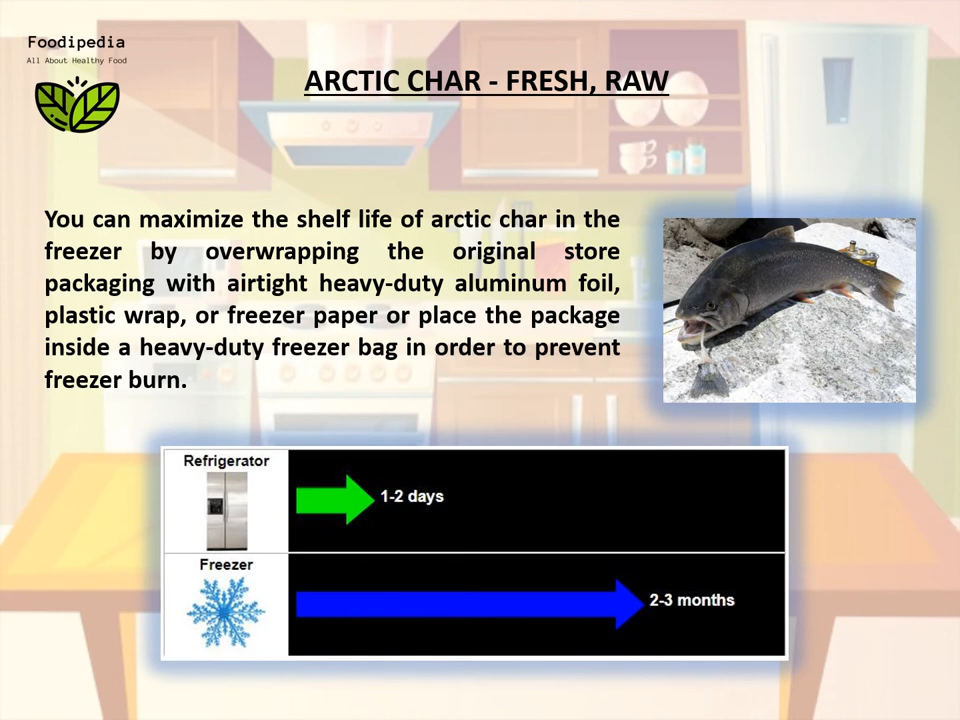 Foodipedia
All About Healthy Food
ARCTIC CHAR - FRESH, RAW
You can maximize the shelf life of arctic char in the
freezer by overwrapping the original store
packaging with airtight heavy-duty aluminum foil,
plastic wrap, or freezer paper or place the package
inside a heavy-duty freezer bag in order to prevent
freezer burn.
Refrigerator
1-2 days
Freezer
2-3 months